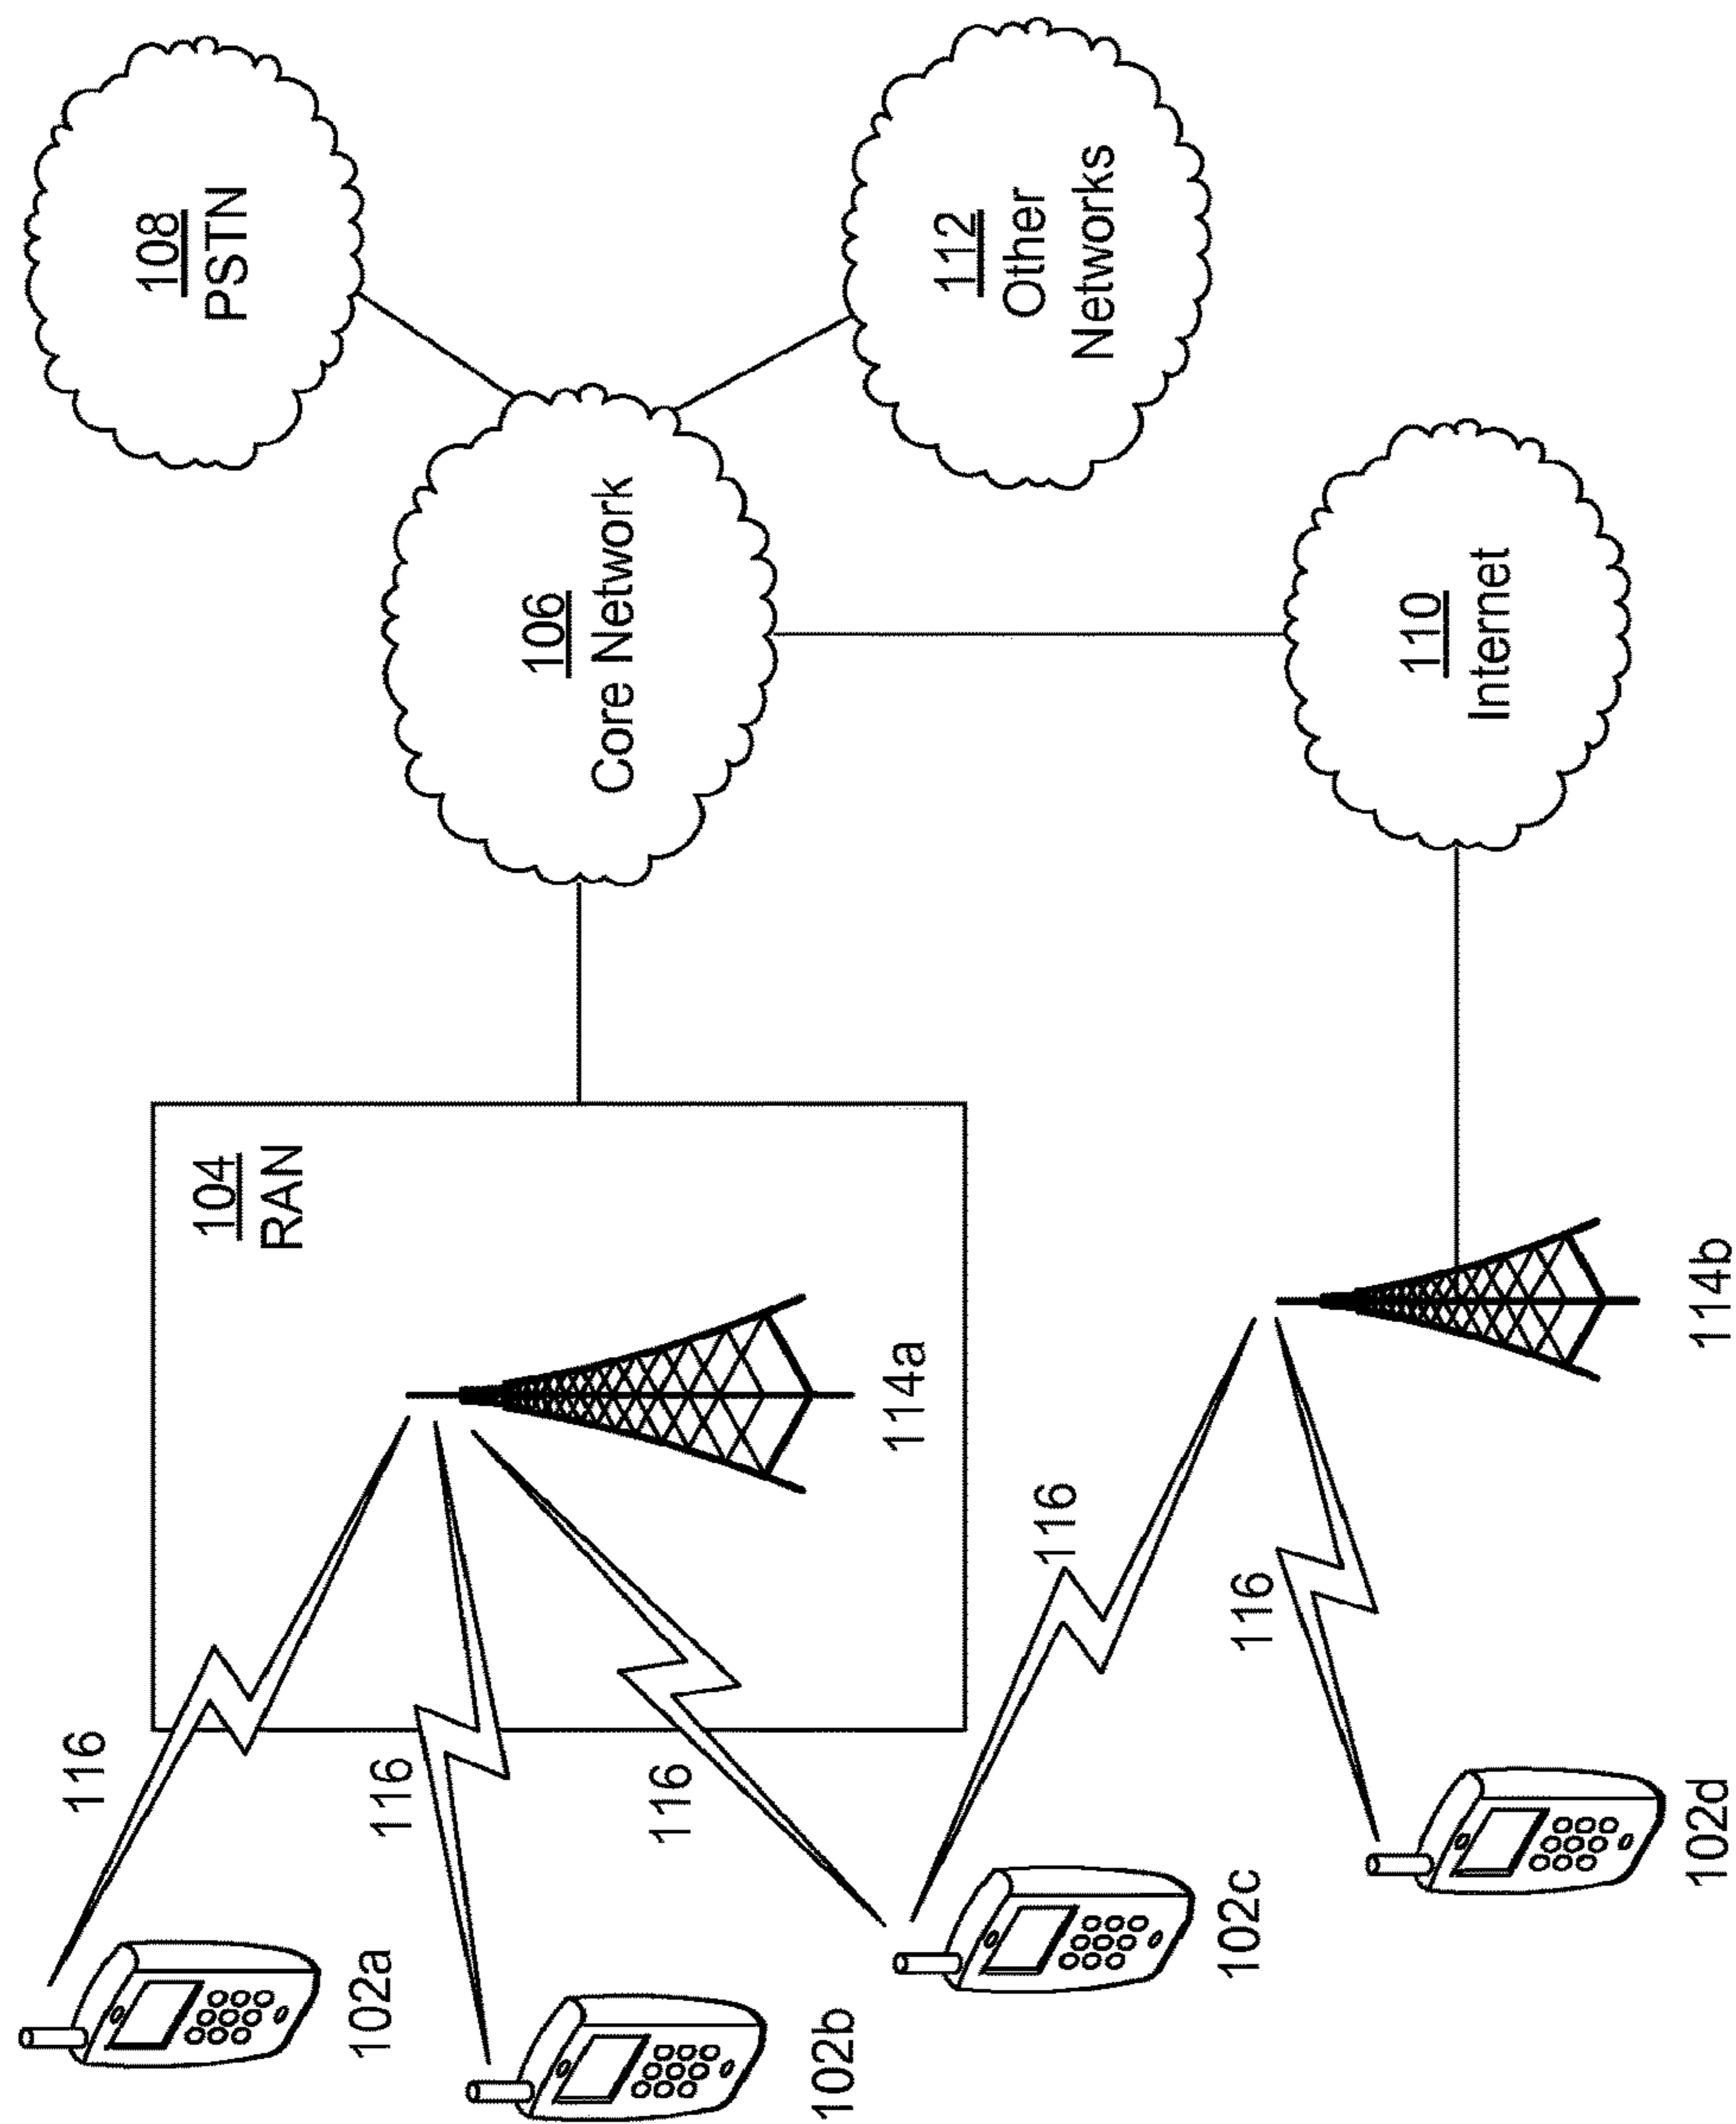 116
108
PSTN
104
RAN
102a
116
106
Core Network
116
102b
114a
112
Other
Networks
116
102c
116
110
Internet
102d
114b